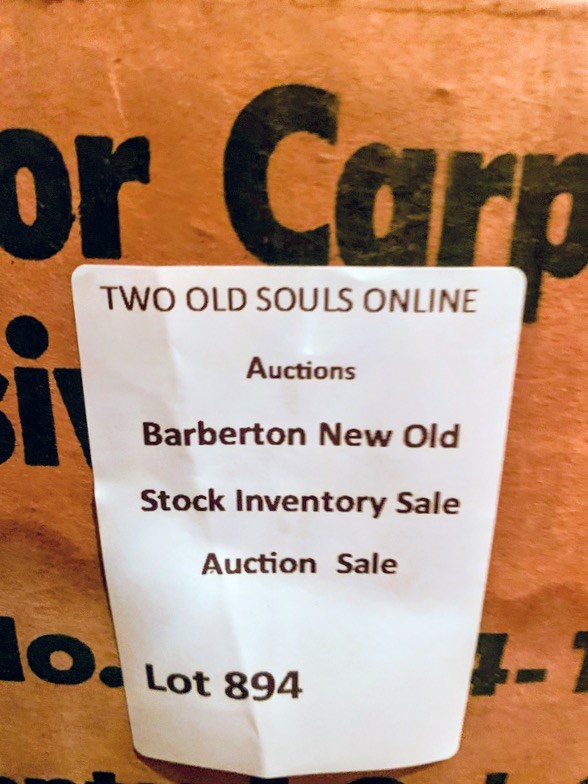 or Carp
TWO OLD SOULS ONLINE
Auctions
Barberton New Old
Stock Inventory Sale
Auction Sale
Lot 894